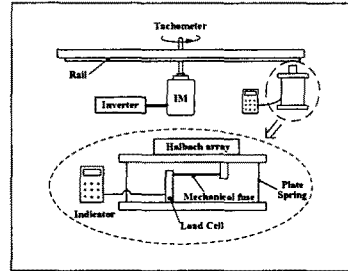 Tachometer
Rail
IM
Inverter
Halbach array
Plate
Spring
Mechanical fuse
Indicator
Load Cell